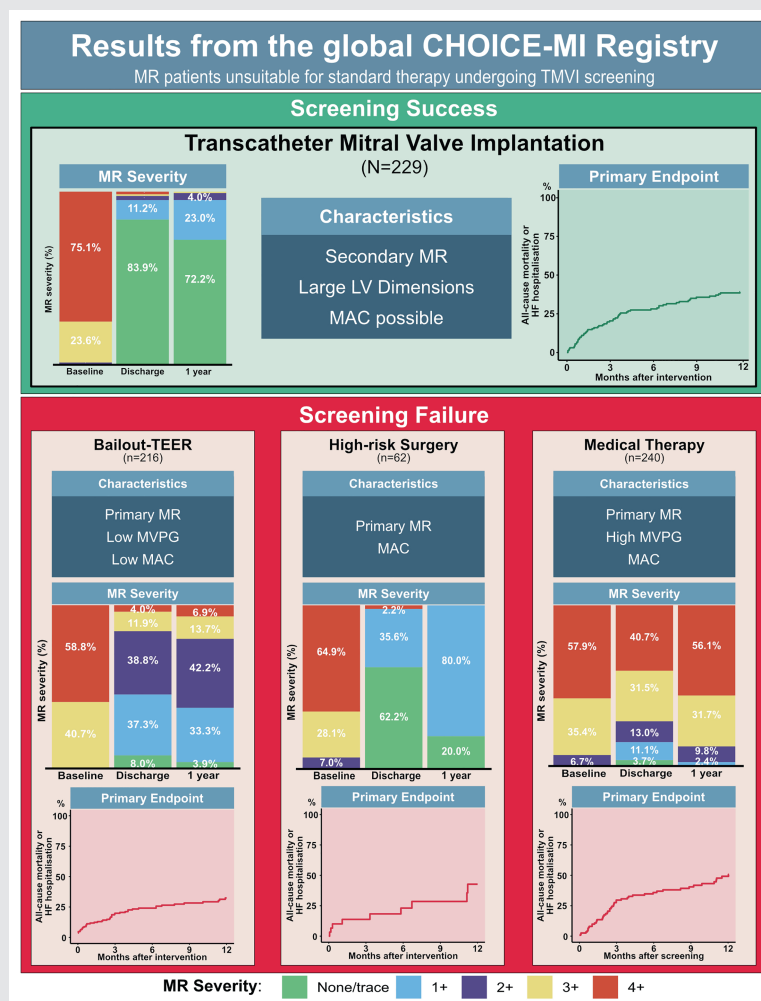 Results from the global CHOICE-MI Registry
MR patients unsuitable for standard therapy undergoing TMVI screening
Screening Success
Transcatheter Mitral Valve Implantation
(N=229)
MR Severity
MR severity (%)
75.1%
23.6%
11.2%
83.9%
4.0%
23.0%
72.2%
Baseline Discharge 1 year
Characteristics
Secondary MR
Large LV Dimensions
MAC possible
Primary Endpoint
%
All-cause mortality or
HF hospitalisation
100
75
50
25
0
0 3 6 9 12
Months after intervention
Screening Failure
Bailout-TEER
(n=216)
Characteristics
Primary MR
Low MVPG
Low MAC
MR Severity
MR severity (%)
58.8%
40.7%
4.0%
11.9%
38.8%
37.3%
8.0%
6.9%
13.7%
42.2%
33.3%
3.9%
Baseline Discharge 1 year
Primary Endpoint
%
All-cause mortality or
HF hospitalisation
100
75
50
25
0
0 3 6 9 12
Months after intervention
High-risk Surgery
(n=62)
Characteristics
Primary MR
MAC
MR Severity
MR severity (%)
64.9%
28.1%
7.0%
2.2%
35.6%
62.2%
80.0%
20.0%
Baseline Discharge 1 year
Primary Endpoint
%
All-cause mortality or
HF hospitalisation
100
75
50
25
0
0 3 6 9 12
Months after intervention
Medical Therapy
(n=240)
Characteristics
Primary MR
High MVPG
MAC
MR Severity
MR severity (%)
57.9%
35.4%
6.7%
40.7%
31.5%
13.0%
11.1%
3.7%
56.1%
31.7%
9.8%
2.4%
Baseline Discharge 1 year
Primary Endpoint
%
All-cause mortality or
HF hospitalisation
100
75
50
25
0
0 3 6 9 12
Months after screening
MR Severity: None/trace 1+ 2+ 3+ 4+